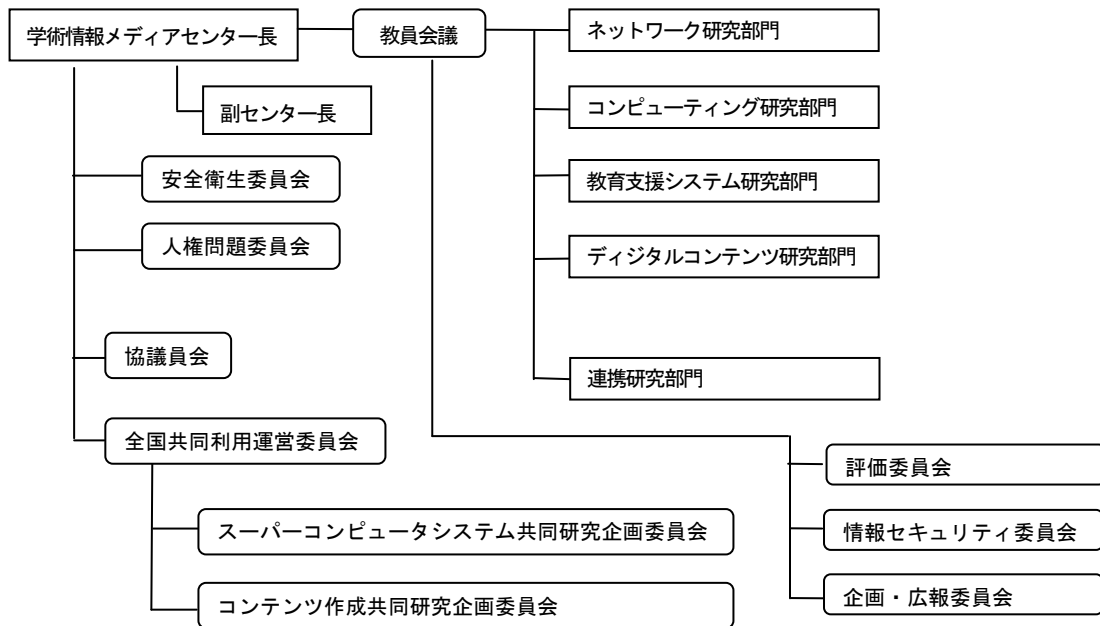 学術情報メディアセンター長
教員会議
ネットワーク研究部門
コンピューティング研究部門
副センター長
安全衛生委員会
教育支援システム研究部門
人権問題委員会
ディジタルコンテンツ研究部門
協議員会
連携研究部門
全国共同利用運営委員会
評価委員会
スーパーコンピュータシステム共同研究企画委員会
情報セキュリティ委員会
コンテンツ作成共同研究企画委員会
企画・広報委員会